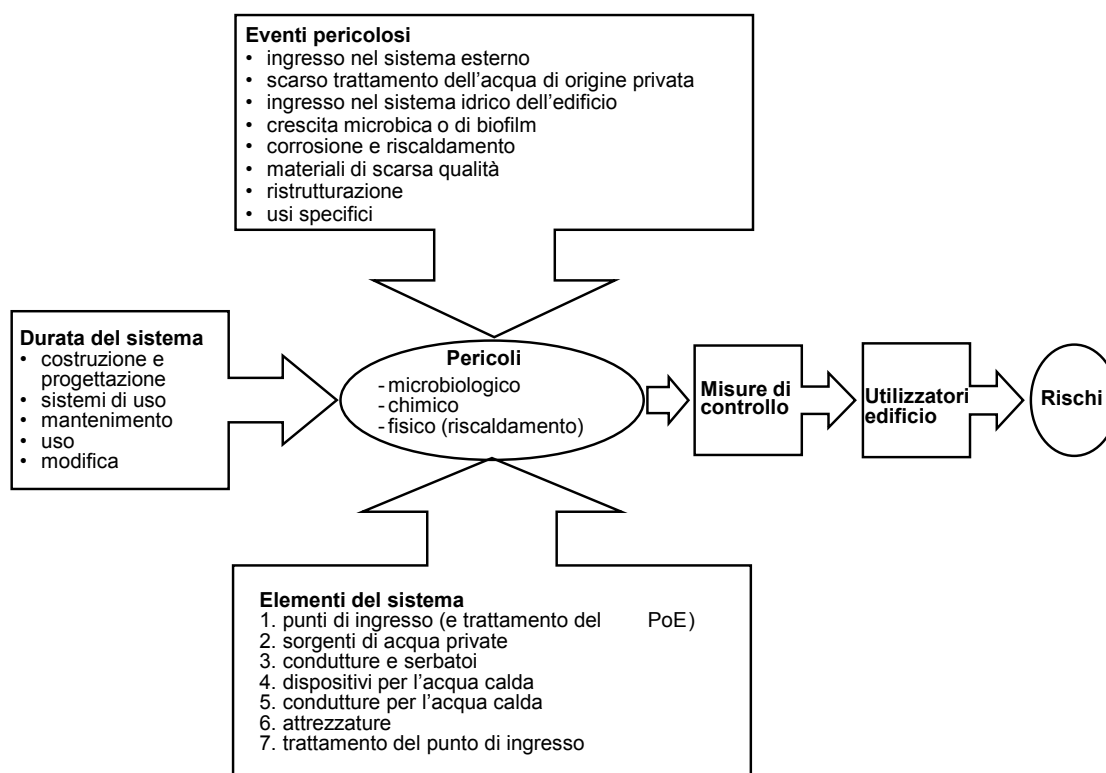 Eventi pericolosi
• ingresso nel sistema esterno
• scarso trattamento dell'acqua di origine privata
• ingresso nel sistema idrico dell'edificio
• crescita microbica o di biofilm
• corrosione e riscaldamento
• materiali di scarsa qualità
• ristrutturazione
• usi specifici
Durata del sistema
• costruzione e
progettazione
• sistemi di uso
• mantenimento
• uso
• modifica
Pericoli
- microbiologico
- chimico
- fisico (riscaldamento)
Misure di
controllo
Utilizzatori
edificio
Rischi
Elementi del sistema
1. punti di ingresso (e trattamento del PoE)
2. sorgenti di acqua private
3. condutture e serbatoi
4. dispositivi per l'acqua calda
5. condutture per l'acqua calda
6. attrezzature
7. trattamento del punto di ingresso